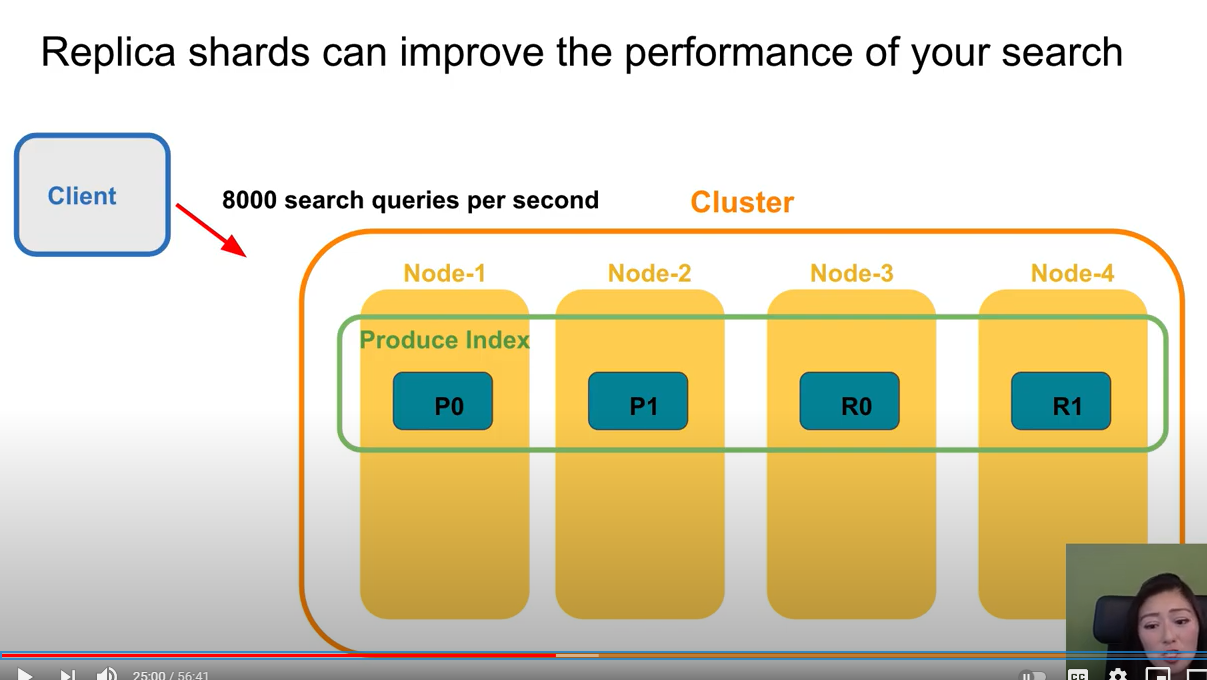 Replica shards can improve the performance of your search
Client
8000 search queries per second
Cluster
Node-1
Node-2
Node-3
Node-4
Produce Index
P0
P1
R0
R1
25:00 / 56:41
CC